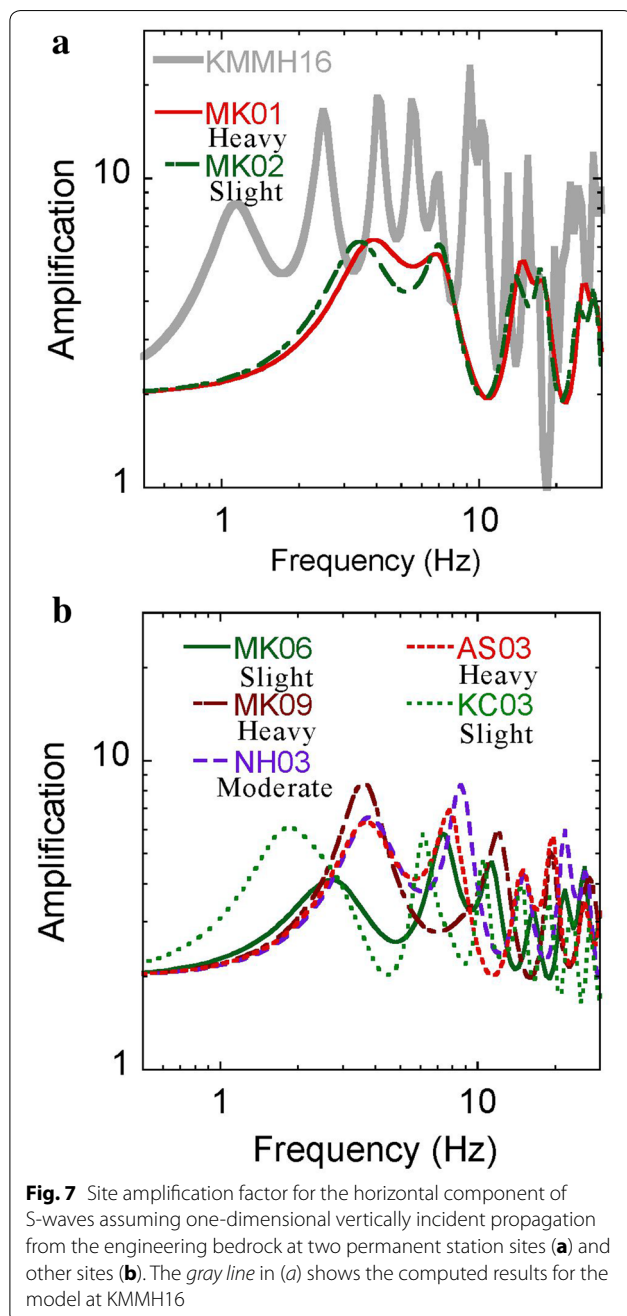 a
KMMH16
MK01
Heavy
MK02
Slight
10
1
Amplification
1
10
Frequency (Hz)
b
MK06
Slight
MK09
Heavy
NH03
Moderate
AS03
Heavy
KC03
Slight
10
1
Amplification
1
10
Frequency (Hz)
Fig. 7 Site amplification factor for the horizontal component of
S-waves assuming one-dimensional vertically incident propagation
from the engineering bedrock at two permanent station sites (a) and
other sites (b). The gray line in (a) shows the computed results for the
model at KMMH16